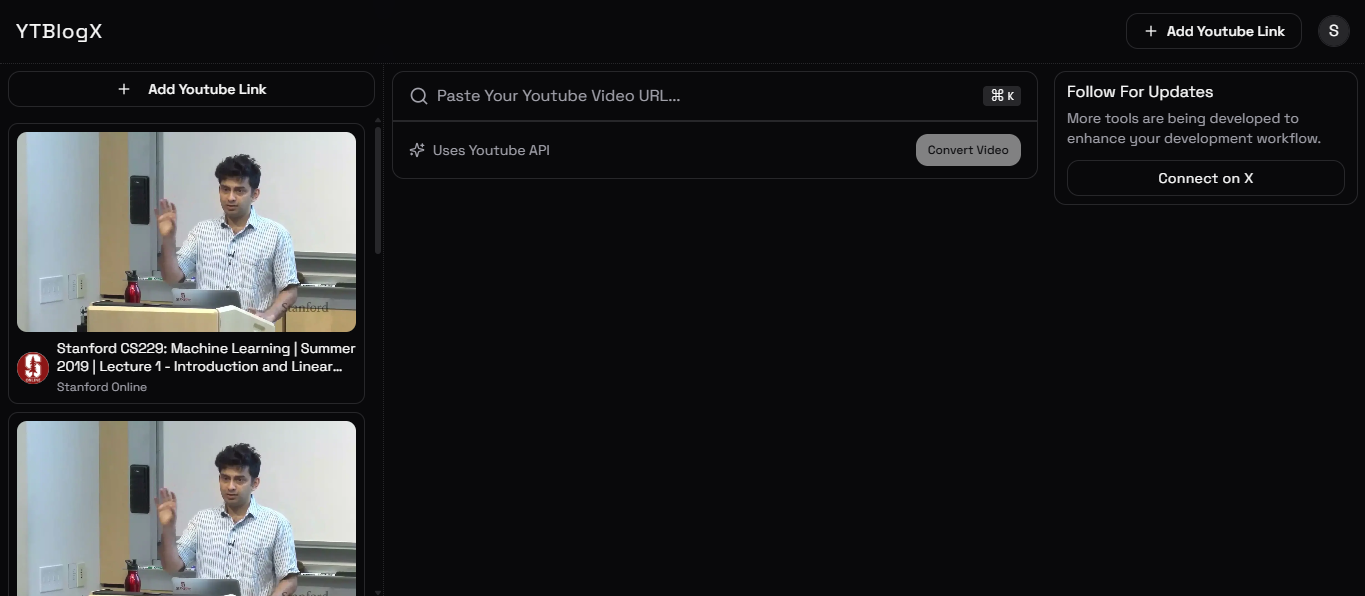 YTBlogX
Add Youtube Link
S
Add Youtube Link
Stanford
ONLINE
Stanford CS229: Machine Learning | Summer
2019 | Lecture 1 - Introduction and Linear...
Stanford Online
Stanford
Paste Your Youtube Video URL...
⌘ K
Uses Youtube API
Convert Video
Follow For Updates
More tools are being developed to
enhance your development workflow.
Connect on X